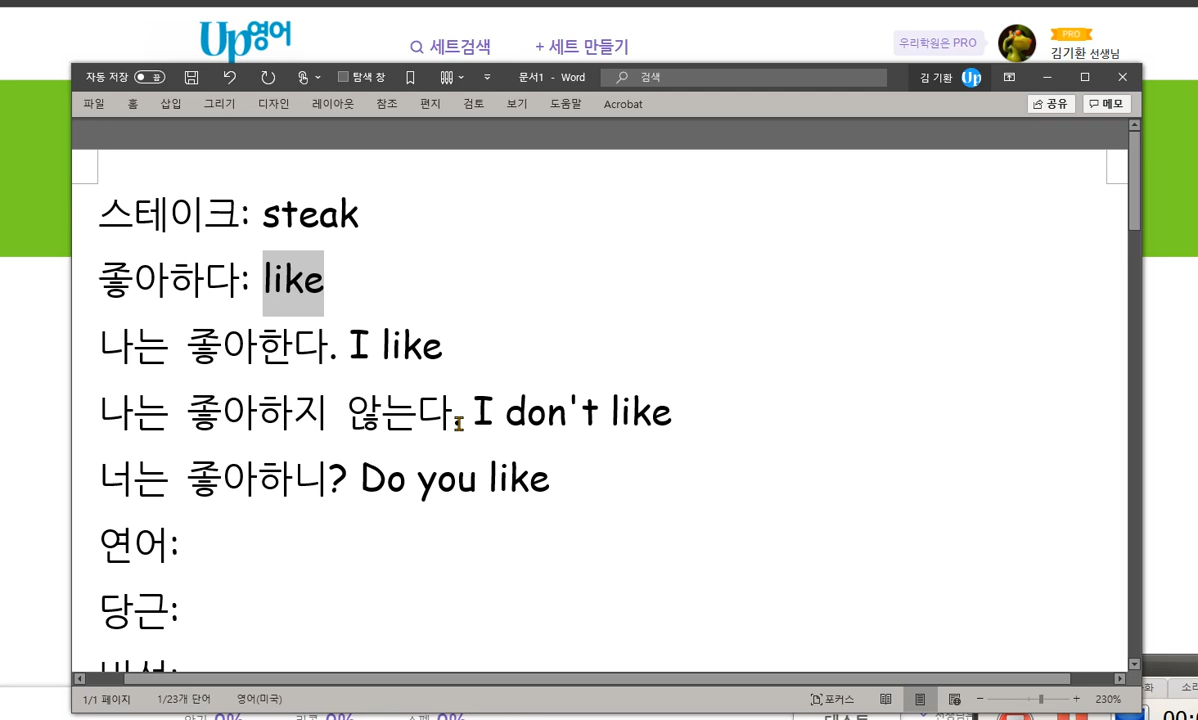 Up영어
세트검색 + 세트 만들기
우리학원은 PRO
PRO
김기환 선생님
자동 저장 끔 탐색 창 문서1 - Word 검색 김 기환 Up
파일 홈 삽입 그리기 디자인 레이아웃 참조 편지 검토 보기 도움말 Acrobat 공유 메모
스테이크: steak
좋아하다: like
나는 좋아한다. I like
나는 좋아하지 않는다. I don't like
너는 좋아하니? Do you like
연어:
당근:
1/1 페이지 1/23개 단어 영어(미국) 포커스 230%